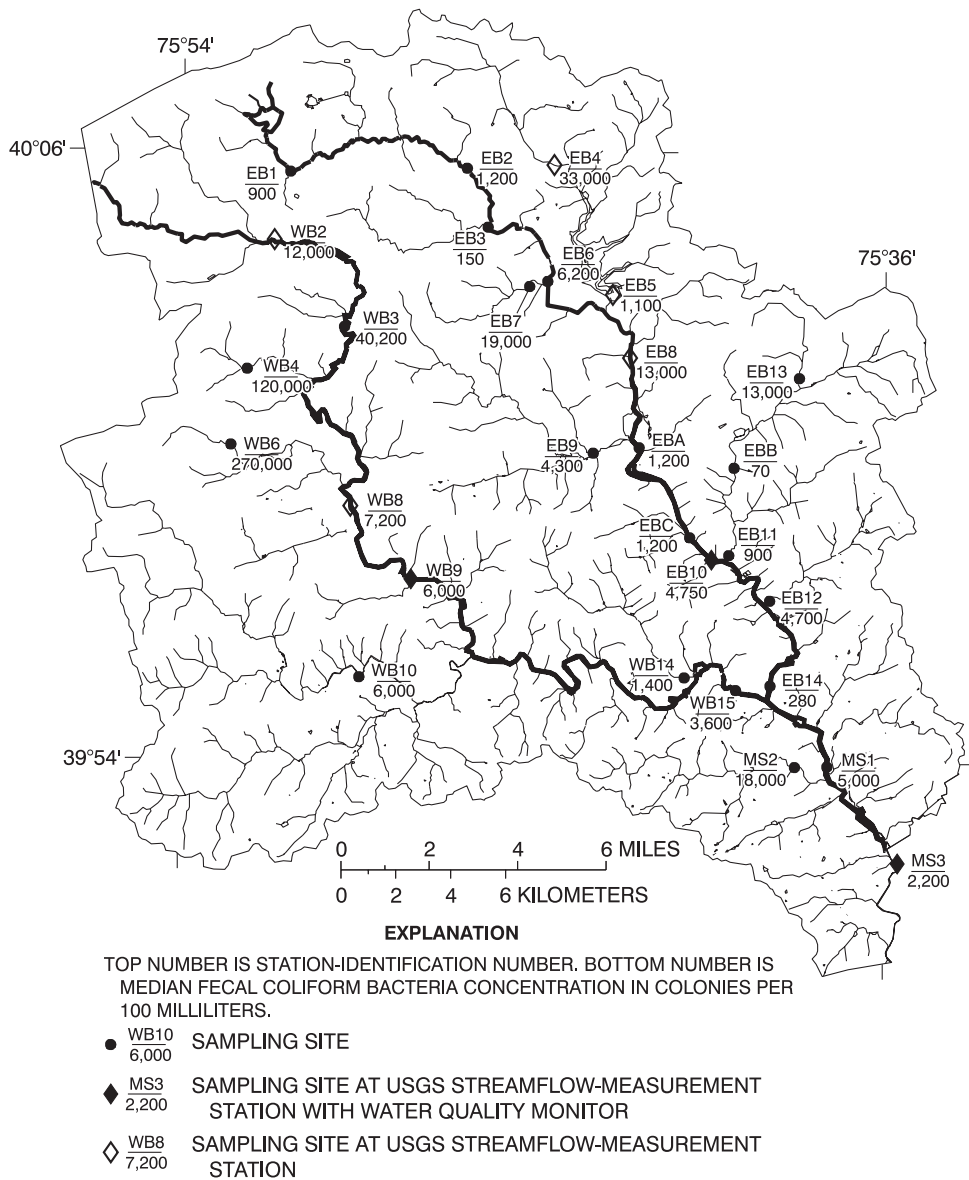 75°54'
40°06'
EB1
900
EB2
1,200
EB4
33,000
WB2
12,000
EB3
150
EB6
6,200
75°36'
EB5
1,100
EB7
19,000
WB3
40,200
EB8
13,000
WB4
120,000
EB13
13,000
WB6
270,000
EB9
4,300
EBA
1,200
EBB
70
WB8
7,200
EBC
1,200
EB11
900
EB10
4,750
WB9
6,000
EB12
4,700
WB10
6,000
WB14
1,400
EB14
280
WB15
3,600
39°54'
MS2
18,000
MS1
5,000
MS3
2,200
0 2 4 6 MILES
0 2 4 6 KILOMETERS
EXPLANATION
TOP NUMBER IS STATION-IDENTIFICATION NUMBER. BOTTOM NUMBER IS
MEDIAN FECAL COLIFORM BACTERIA CONCENTRATION IN COLONIES PER
100 MILLILITERS.
WB10
6,000
SAMPLING SITE
MS3
2,200
SAMPLING SITE AT USGS STREAMFLOW-MEASUREMENT
STATION WITH WATER QUALITY MONITOR
WB8
7,200
SAMPLING SITE AT USGS STREAMFLOW-MEASUREMENT
STATION